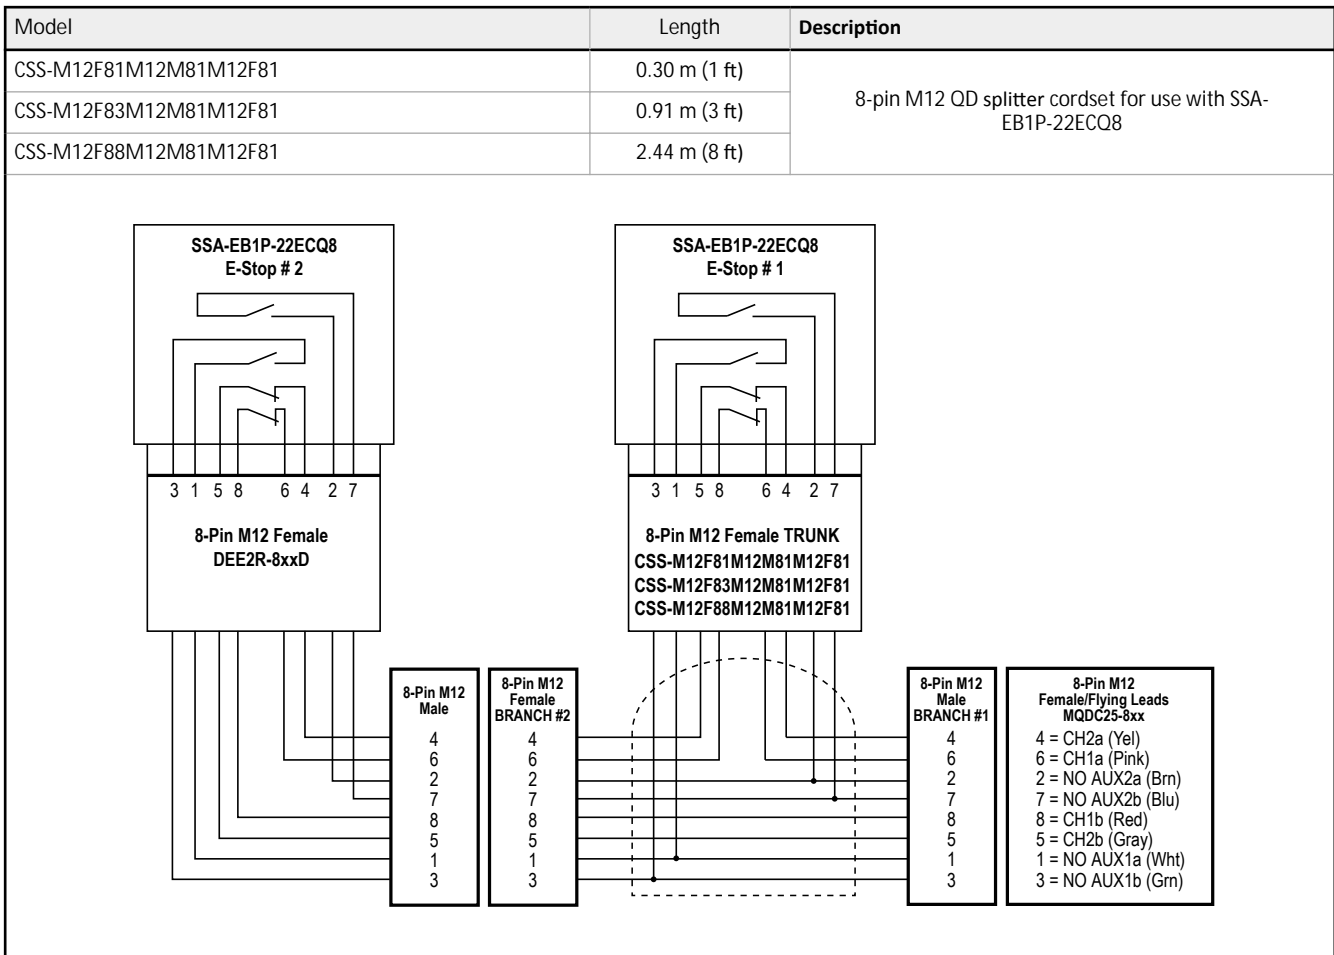 Model Length Description
CSS-M12F81M12M81M12F81 0.30 m (1 ft)
CSS-M12F83M12M81M12F81 0.91 m (3 ft)
CSS-M12F88M12M81M12F81 2.44 m (8 ft)
8-pin M12 QD splitter cordset for use with SSA-
EB1P-22ECQ8
SSA-EB1P-22ECQ8
E-Stop # 2
3 1 5 8 6 4 2 7
8-Pin M12 Female
DEE2R-8xxD
SSA-EB1P-22ECQ8
E-Stop # 1
3 1 5 8 6 4 2 7
8-Pin M12 Female TRUNK
CSS-M12F81M12M81M12F81
CSS-M12F83M12M81M12F81
CSS-M12F88M12M81M12F81
8-Pin M12
Male
4
6
2
7
8
5
1
3
8-Pin M12
Female
BRANCH #2
4
6
2
7
8
5
1
3
8-Pin M12
Male
BRANCH #1
4
6
2
7
8
5
1
3
8-Pin M12
Female/Flying Leads
MQDC25-8xx
4 = CH2a (Yel)
6 = CH1a (Pink)
2 = NO AUX2a (Brn)
7 = NO AUX2b (Blu)
8 = CH1b (Red)
5 = CH2b (Gray)
1 = NO AUX1a (Wht)
3 = NO AUX1b (Grn)